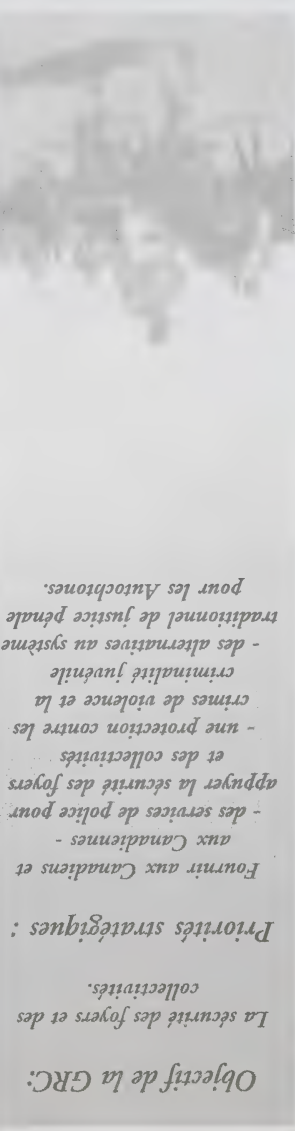 Objectif de la GRC:
La sécurité des foyers et des
collectivités.
Priorités stratégiques :
Fournir aux Canadiens et
aux Canadiennes -
- des services de police pour
appuyer la sécurité des foyers
et des collectivités
- une protection contre les
crimes de violence et la
criminalité juvénile
- des alternatives au système
traditionnel de justice pénale
pour les Autochtones.